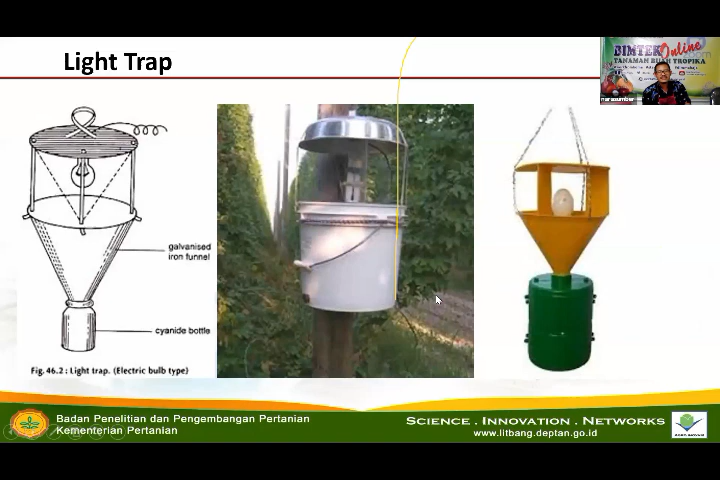 Light Trap
BIMTEK Online
TANAMAN BUAH TROPIKA
narasumber
galvanised
iron funnel
cyanide bottle
Fig. 46.2 : Light trap. (Electric bulb type)
Badan Penelitian dan Pengembangan Pertanian
Kementerian Pertanian
SCIENCE . INNOVATION . NETWORKS
www.litbang.deptan.go.id